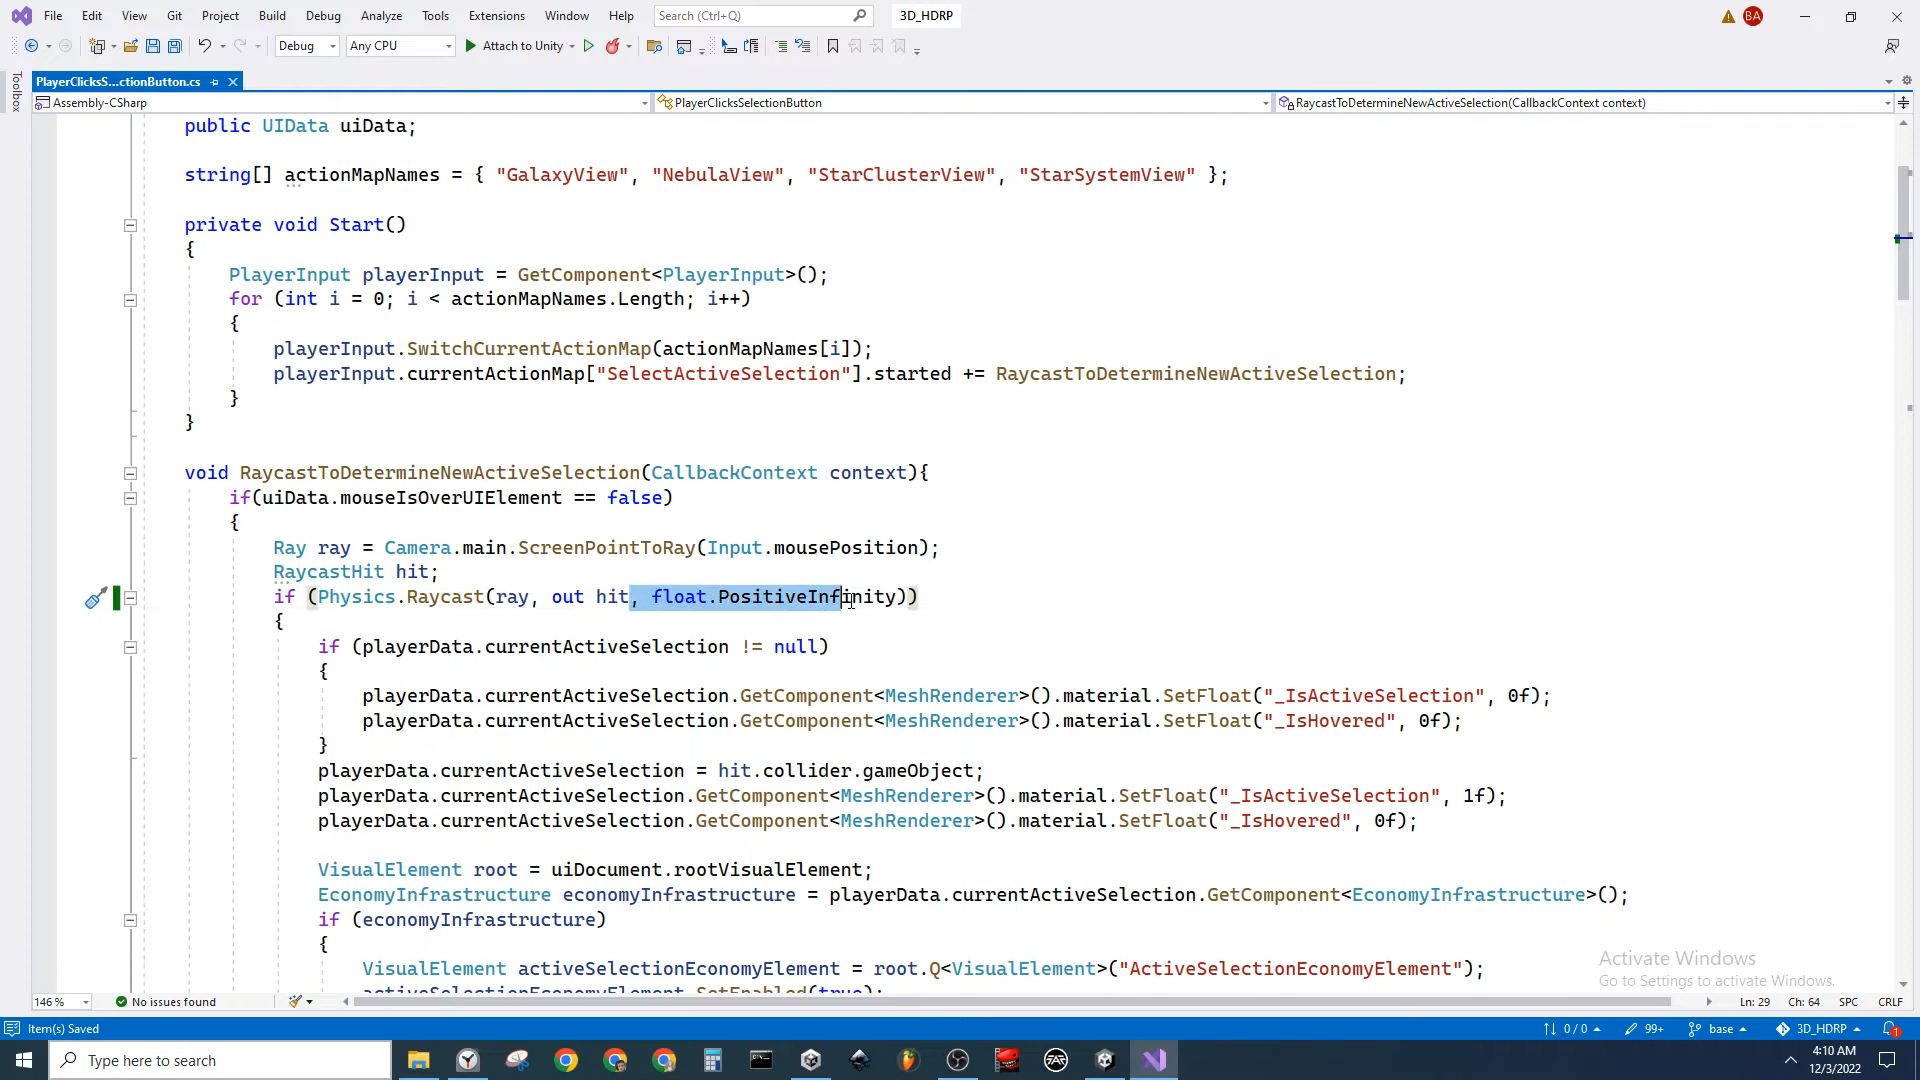 File Edit View Git Project Build Debug Analyze Tools Extensions Window Help Search (Ctrl+Q) 3D_HDRP BA
Debug Any CPU Attach to Unity
Toolbox
PlayerClicksS...ctionButton.cs
Assembly-CSharp PlayerClicksSelectionButton RaycastToDetermineNewActiveSelection(CallbackContext context)
public UIData uiData;
string[] actionMapNames = { "GalaxyView", "NebulaView", "StarClusterView", "StarSystemView" };
private void Start()
{
PlayerInput playerInput = GetComponent<PlayerInput>();
for (int i = 0; i < actionMapNames.Length; i++)
{
playerInput.SwitchCurrentActionMap(actionMapNames[i]);
playerInput.currentActionMap["SelectActiveSelection"].started += RaycastToDetermineNewActiveSelection;
}
}
void RaycastToDetermineNewActiveSelection(CallbackContext context){
if(uiData.mouseIsOverUIElement == false)
{
Ray ray = Camera.main.ScreenPointToRay(Input.mousePosition);
RaycastHit hit;
if (Physics.Raycast(ray, out hit, float.PositiveInfinity))
{
if (playerData.currentActiveSelection != null)
{
playerData.currentActiveSelection.GetComponent<MeshRenderer>().material.SetFloat("_IsActiveSelection", 0f);
playerData.currentActiveSelection.GetComponent<MeshRenderer>().material.SetFloat("_IsHovered", 0f);
}
playerData.currentActiveSelection = hit.collider.gameObject;
playerData.currentActiveSelection.GetComponent<MeshRenderer>().material.SetFloat("_IsActiveSelection", 1f);
playerData.currentActiveSelection.GetComponent<MeshRenderer>().material.SetFloat("_IsHovered", 0f);
VisualElement root = uiDocument.rootVisualElement;
EconomyInfrastructure economyInfrastructure = playerData.currentActiveSelection.GetComponent<EconomyInfrastructure>();
if (economyInfrastructure)
{
VisualElement activeSelectionEconomyElement = root.Q<VisualElement>("ActiveSelectionEconomyElement");
activeSelectionEconomyElement.SetEnabled(true);
Activate Windows
Go to Settings to activate Windows.
146 % No issues found Ln: 29 Ch: 64 SPC CRLF
Item(s) Saved 0 / 0 99+ base 3D_HDRP 1
Type here to search 4:10 AM
12/3/2022